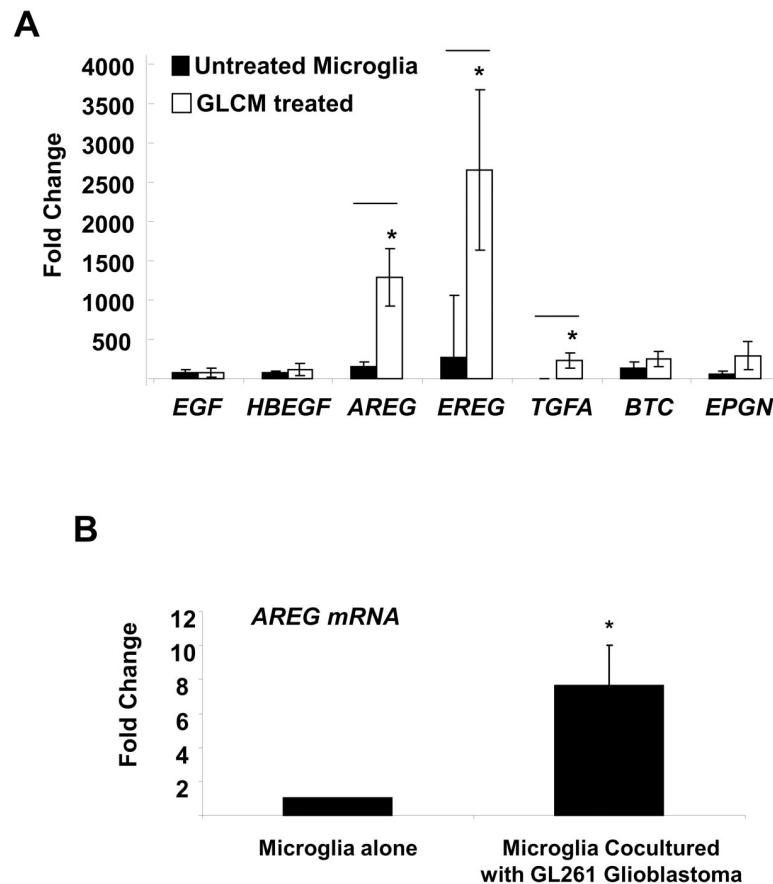 A
4000
3500
3000
2500
2000
1500
1000
500
Fold Change
Untreated Microglia
GLCM treated
*
*
*
EGF HBEGF AREG EREG TGFA BTC EPGN
B
12
10
8
6
4
2
Fold Change
AREG mRNA
*
Microglia alone
Microglia Cocultured
with GL261 Glioblastoma